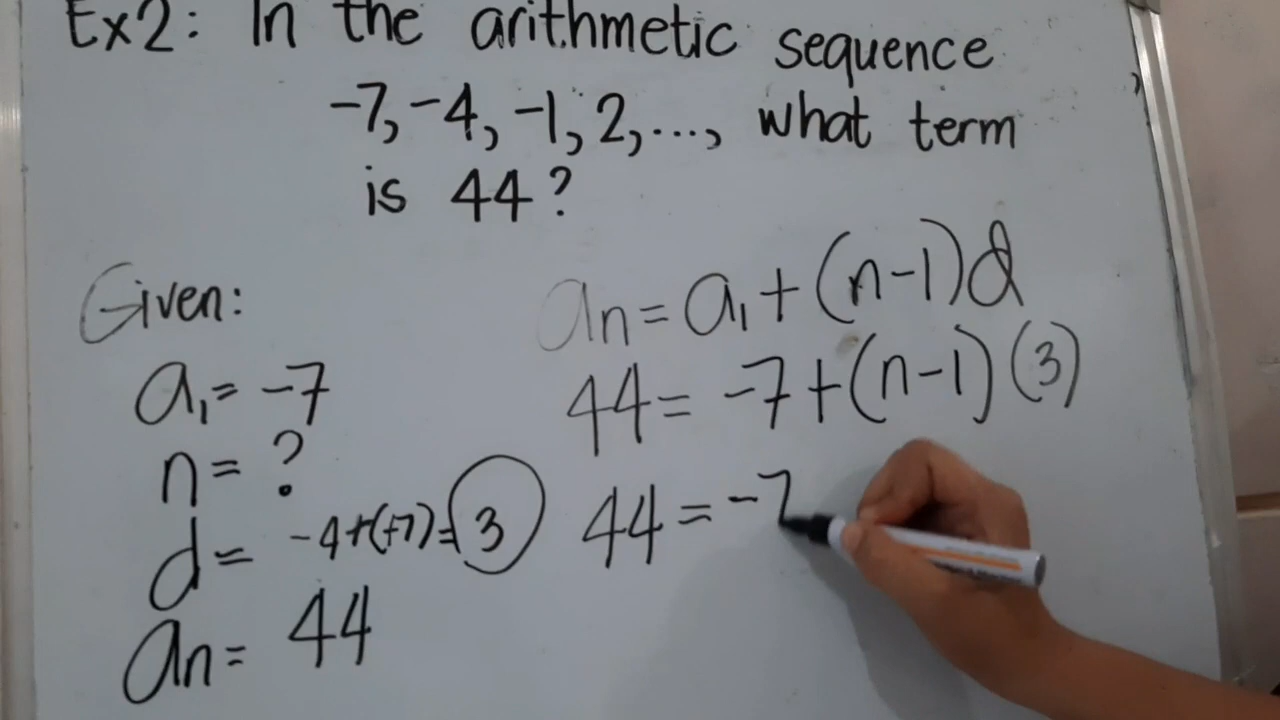 Ex2: In the arithmetic sequence
-7, -4, -1, 2, ..., what term
is 44?
Given:
a₁= -7
n= ?
d= -4+(+7)= 3
an= 44
an= a₁+(n-1)d
44= -7+(n-1)(3)
44= -7